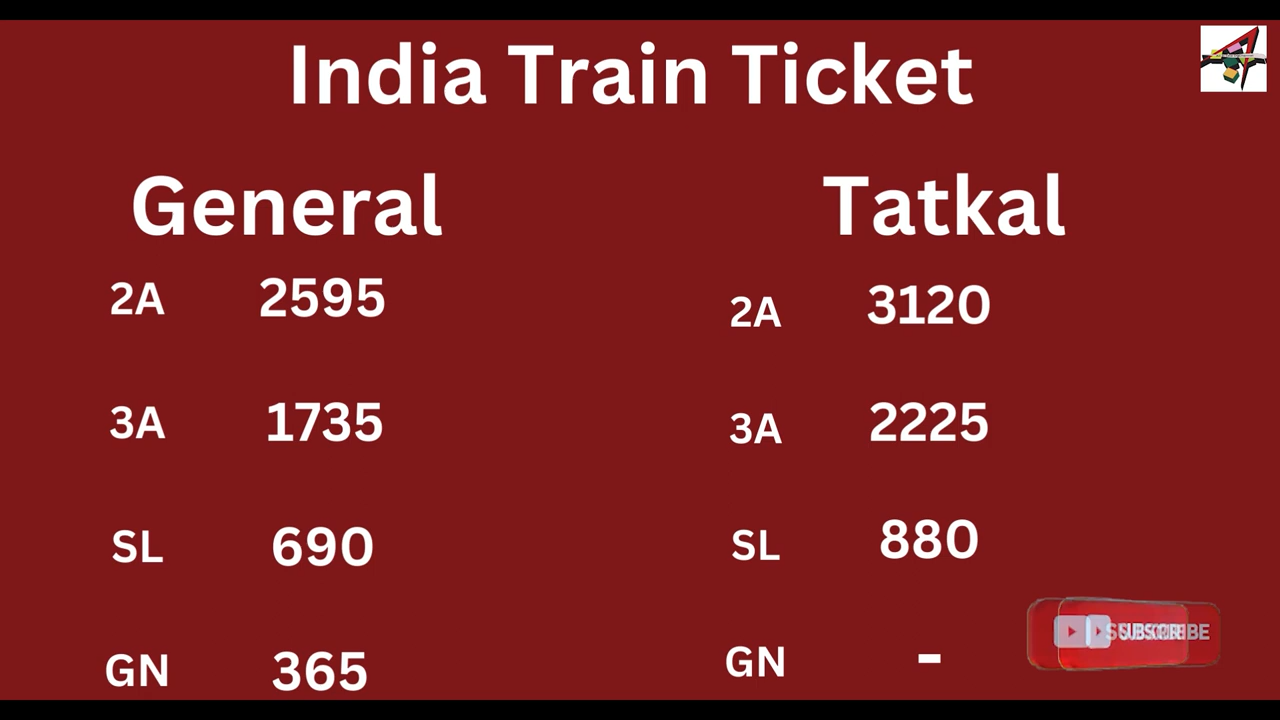 India Train Ticket
General
Tatkal
2A 2595
2A 3120
3A 1735
3A 2225
SL 690
SL 880
GN 365
GN -
SUBSCRIBE